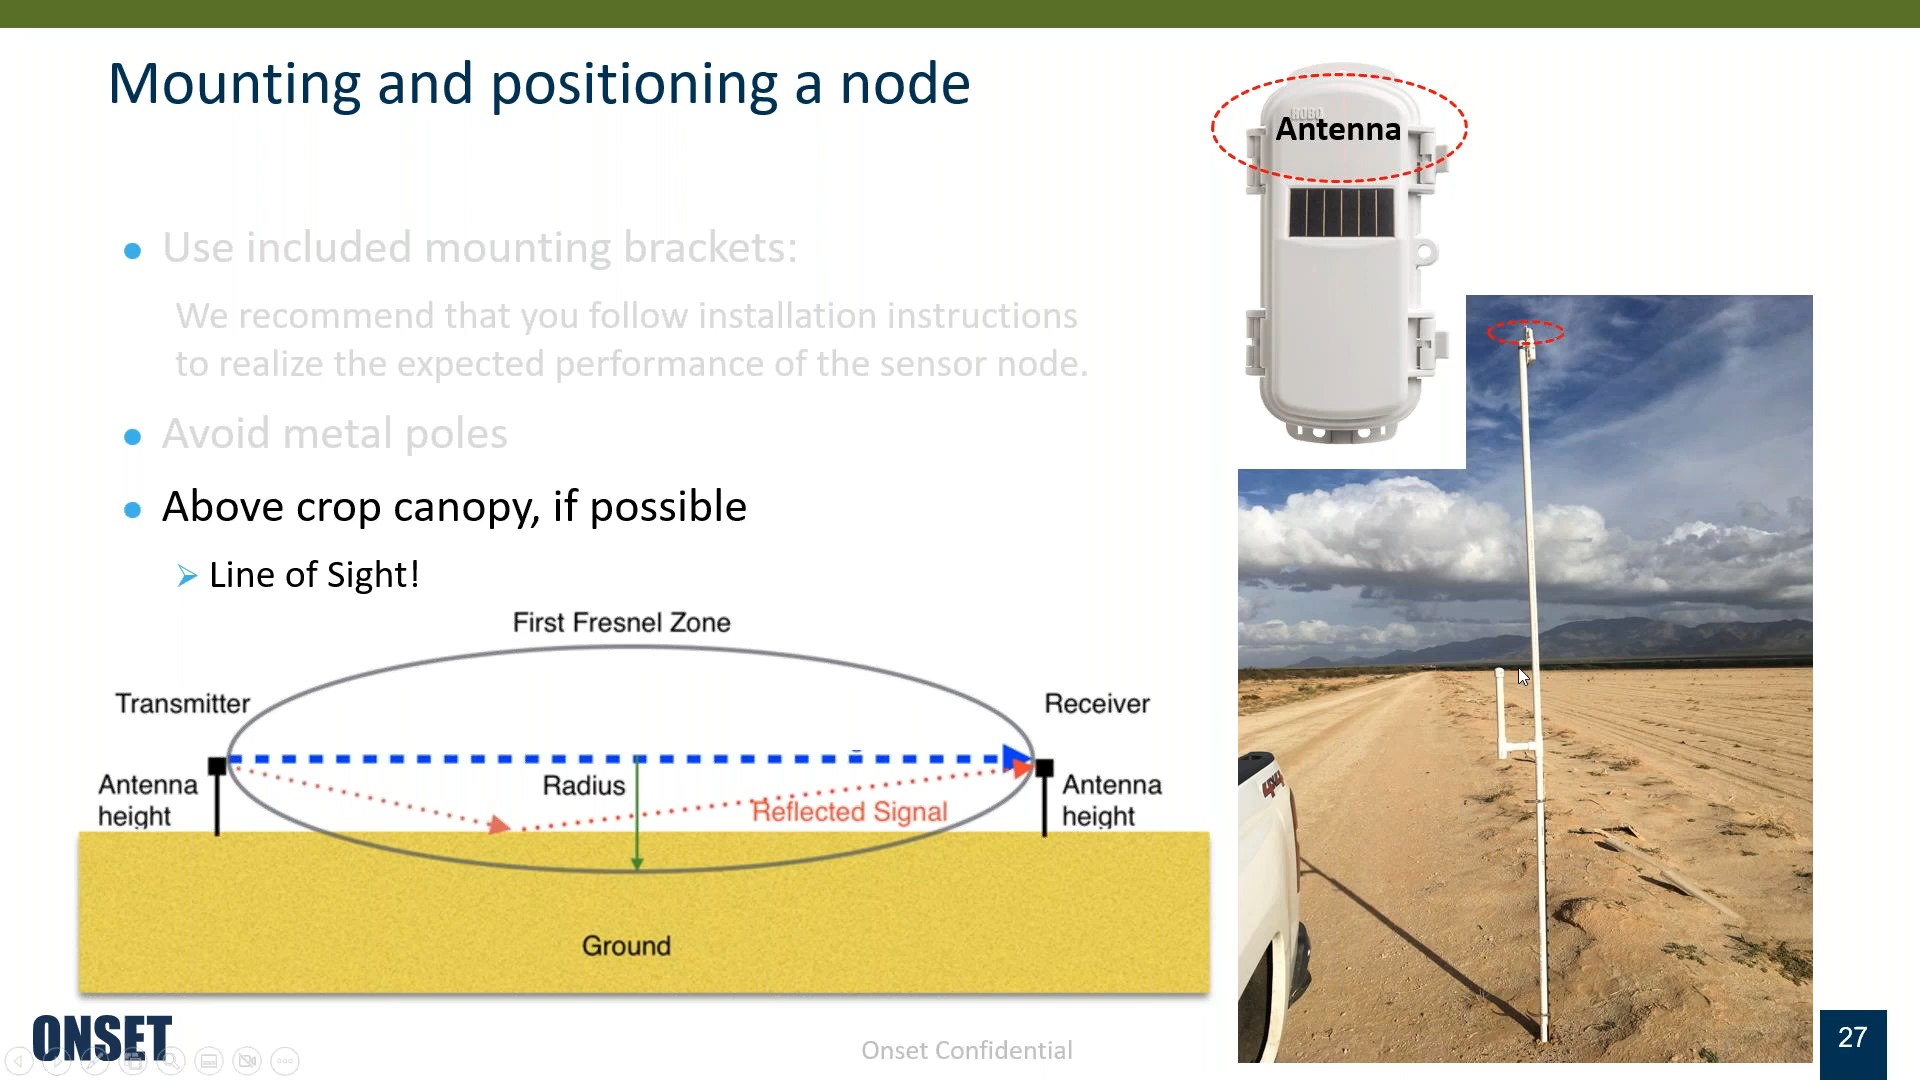 Mounting and positioning a node
HOBO
Antenna
Use included mounting brackets:
We recommend that you follow installation instructions
to realize the expected performance of the sensor node.
Avoid metal poles
Above crop canopy, if possible
Line of Sight!
First Fresnel Zone
Transmitter
Receiver
Antenna
height
Radius
Reflected Signal
Antenna
height
Ground
4x4
ONSET
Onset Confidential
27